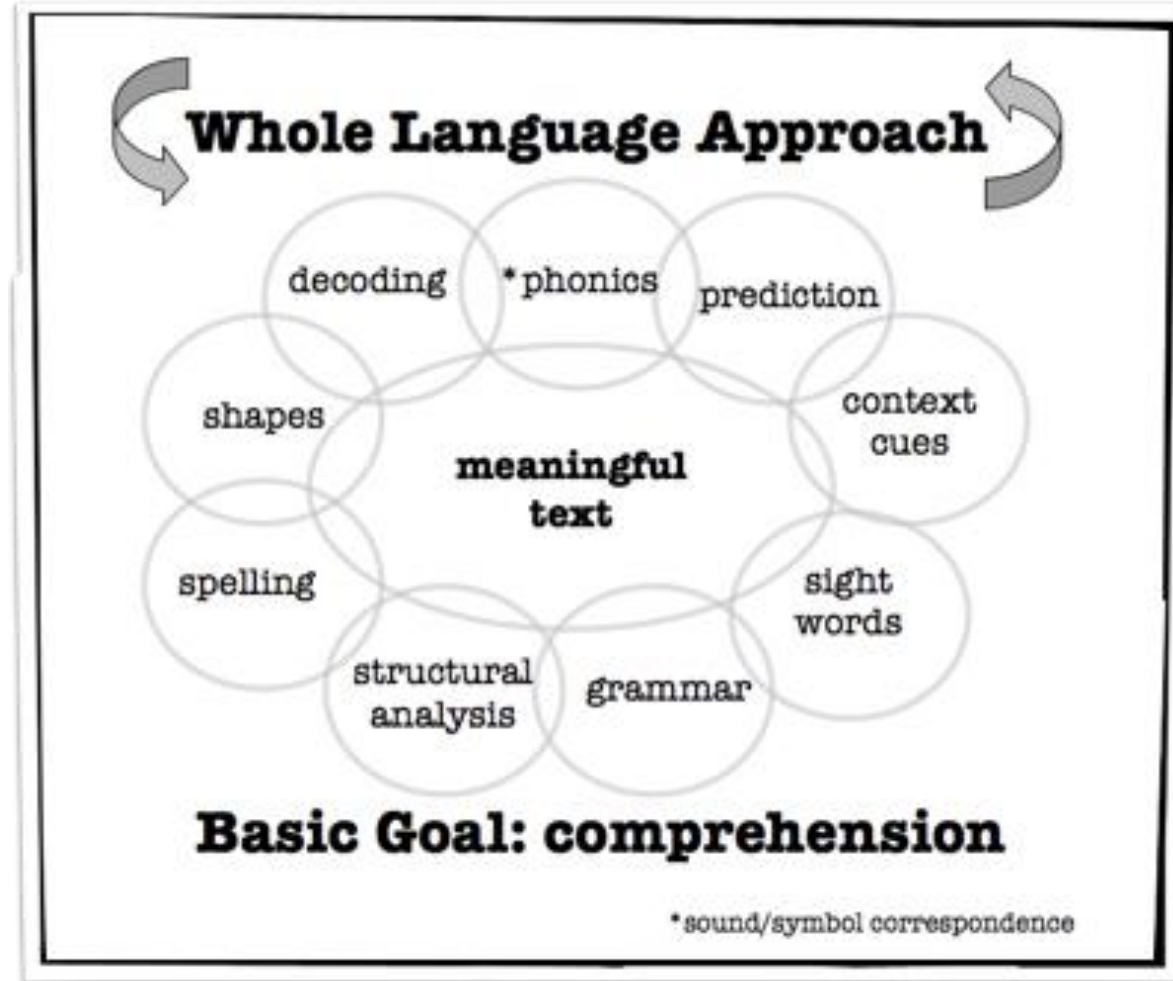 Whole Language Approach
decoding
*phonics
prediction
shapes
context
cues
meaningful
text
spelling
sight
words
structural
analysis
grammar
Basic Goal: comprehension
*sound/symbol correspondence